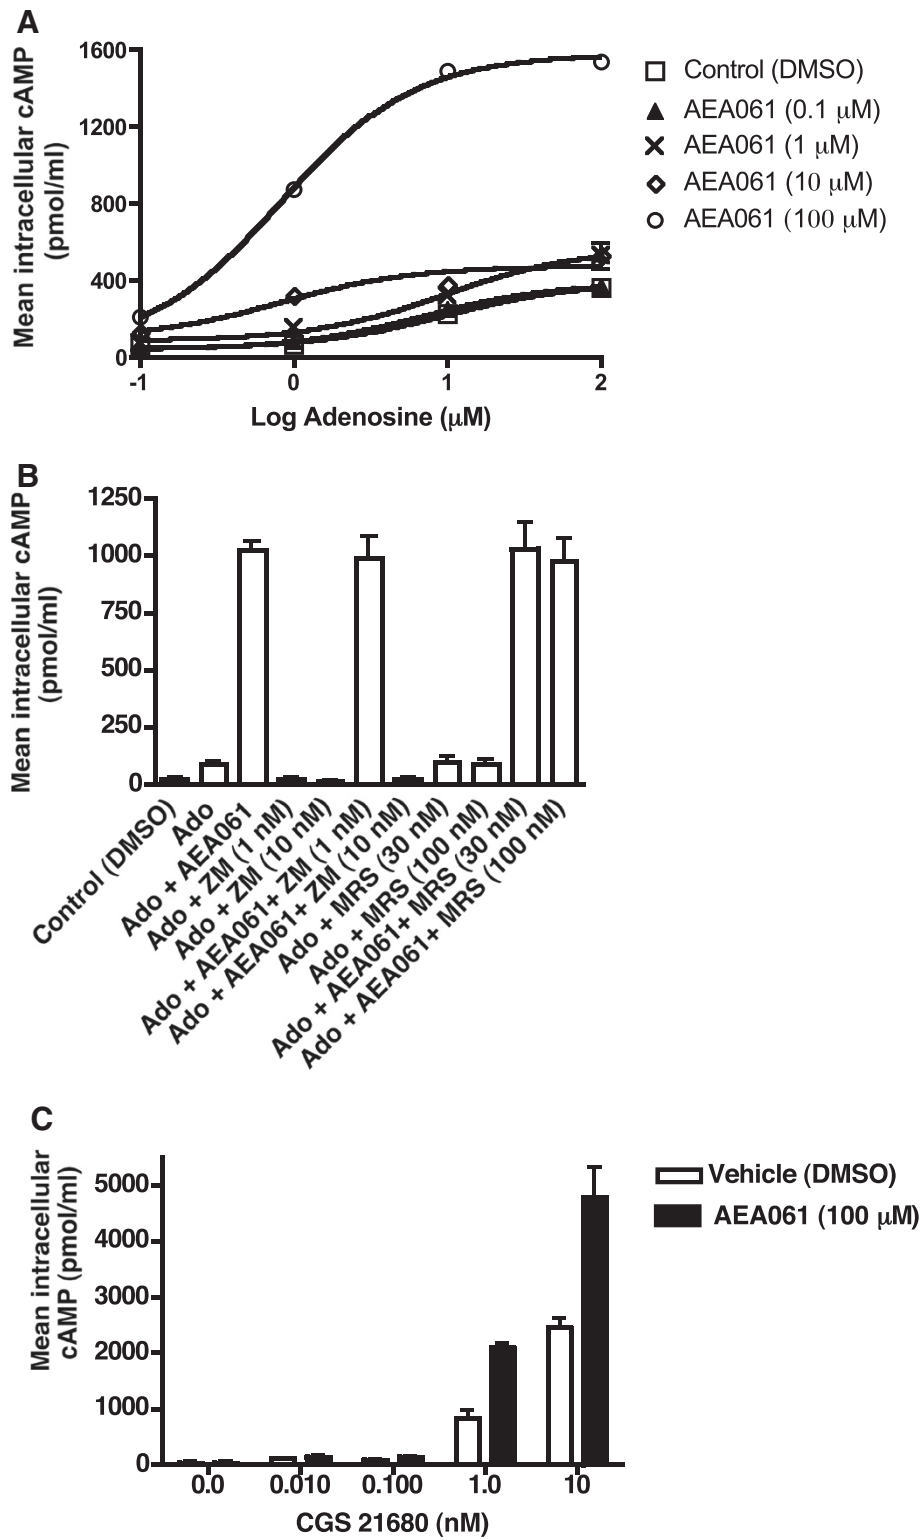 A
Mean intracellular cAMP
(pmol/ml)
1600
1200
800
400
0
-1
0
1
2
Log Adenosine (μM)
Control (DMSO)
AEA061 (0.1 μM)
AEA061 (1 μM)
AEA061 (10 μM)
AEA061 (100 μM)
B
Mean intracellular cAMP
(pmol/ml)
1250
1000
750
500
250
0
Control (DMSO)
Ado
Ado + AEA061
Ado + ZM (1 nM)
Ado + ZM (10 nM)
Ado + AEA061+ ZM (1 nM)
Ado + AEA061+ ZM (10 nM)
Ado + MRS (30 nM)
Ado + MRS (100 nM)
Ado + AEA061+ MRS (30 nM)
Ado + AEA061+ MRS (100 nM)
C
Mean intracellular
cAMP (pmol/ml)
5000
4000
3000
2000
1000
0
0.0
0.010
0.100
1.0
10
CGS 21680 (nM)
Vehicle (DMSO)
AEA061 (100 μM)